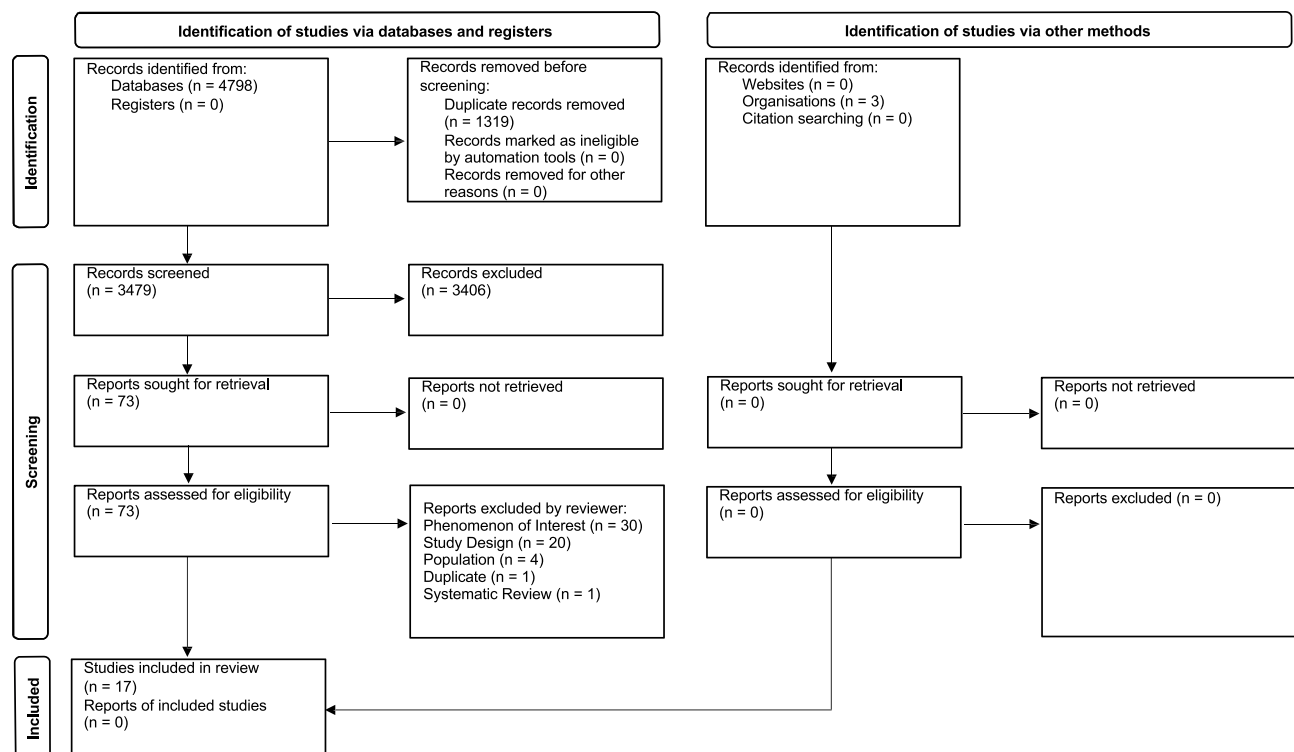 Identification of studies via databases and registers
Identification of studies via other methods
Identification
Records identified from:
Databases (n = 4798)
Registers (n = 0)
Records removed before
screening:
Duplicate records removed
(n = 1319)
Records marked as ineligible
by automation tools (n = 0)
Records removed for other
reasons (n = 0)
Records identified from:
Websites (n = 0)
Organisations (n = 3)
Citation searching (n = 0)
Screening
Records screened
(n = 3479)
Records excluded
(n = 3406)
Reports sought for retrieval
(n = 73)
Reports not retrieved
(n = 0)
Reports sought for retrieval
(n = 0)
Reports not retrieved
(n = 0)
Reports assessed for eligibility
(n = 73)
Reports excluded by reviewer:
Phenomenon of Interest (n = 30)
Study Design (n = 20)
Population (n = 4)
Duplicate (n = 1)
Systematic Review (n = 1)
Reports assessed for eligibility
(n = 0)
Reports excluded (n = 0)
Included
Studies included in review
(n = 17)
Reports of included studies
(n = 0)